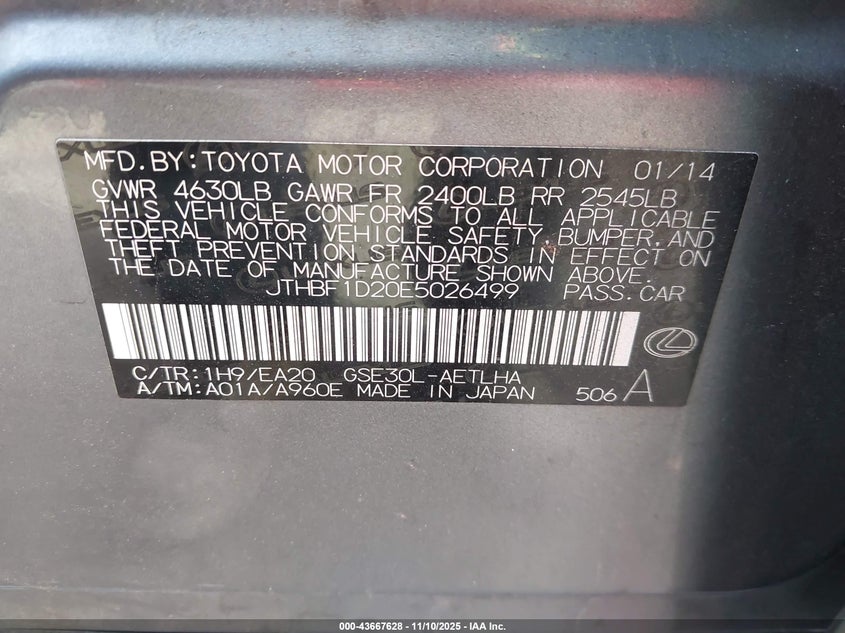 MFD.BY:TOYOTA MOTOR CORPORATION 01/14
GVWR 4630LB GAWR FR 2400LB RR 2545LB
THIS VEHICLE CONFORMS TO ALL APPLICABLE
FEDERAL MOTOR VEHICLE SAFETY,BUMPER,AND
THEFT PREVENTION STANDARDS IN EFFECT ON
THE DATE OF MANUFACTURE SHOWN ABOVE.
JTHBF1D20E5026499 PASS.CAR
C/TR:1H9/EA20 GSE30L-AETLHA
A/TM:A01A/A960E MADE IN JAPAN 506 A
000-43667628 - 11/10/2025 - IAA Inc.